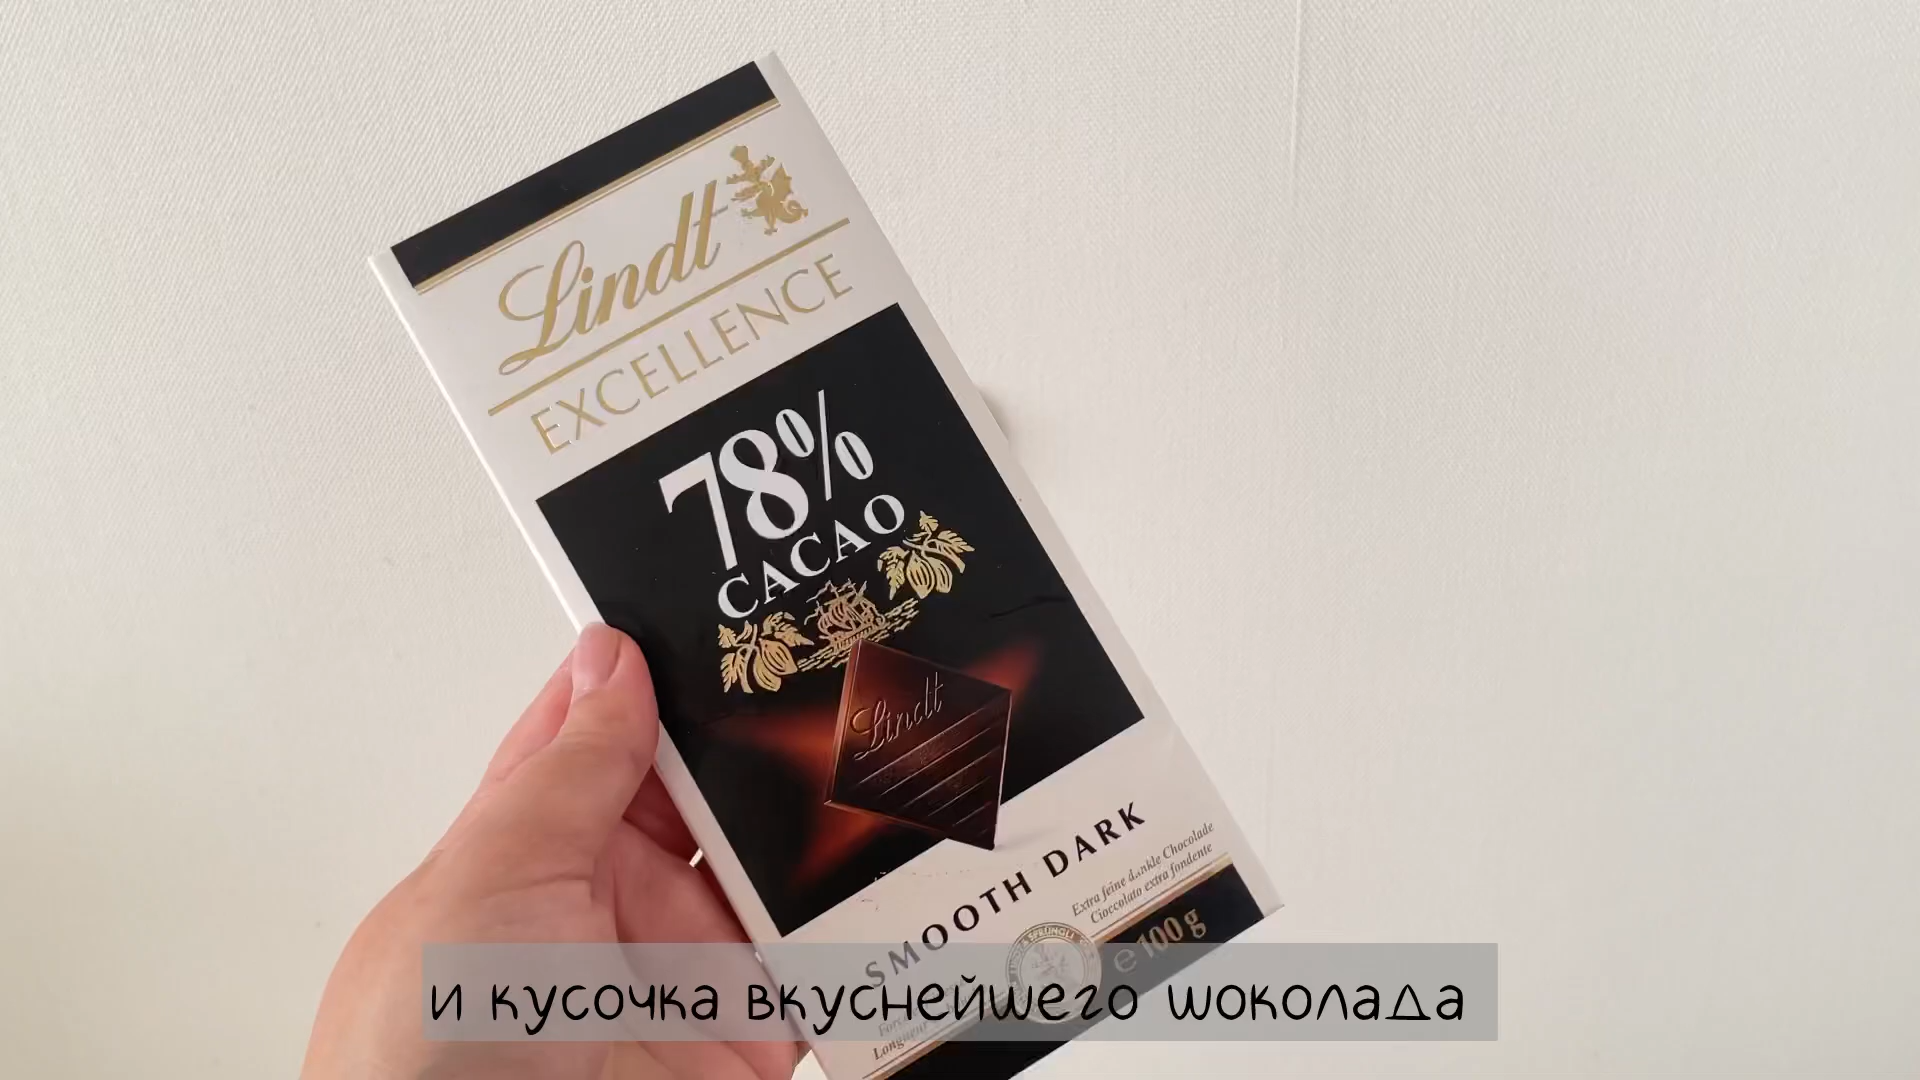 Lindt
EXCELLENCE
78%
CACAO
Lindt
SMOOTH DARK
Extra feine dunkle Chocolade
Cioccolato extra fondente
℮ 100 g
и кусочка вкуснейшего шоколада